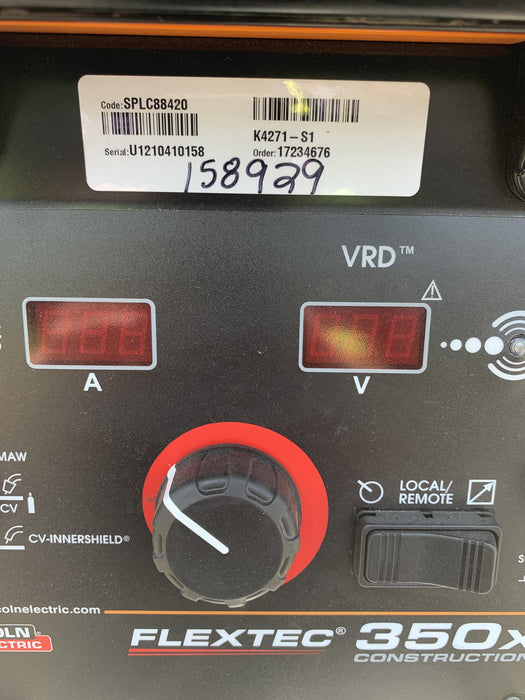 Code:SPLC88420
K4271-S1
Serial:U1210410158
Order:17234676
158929
VRD™
A
V
MAW
CV
CV-INNERSHIELD®
LOCAL/
REMOTE
colnelectric.com
FLEXTEC® 350x
CONSTRUCTION